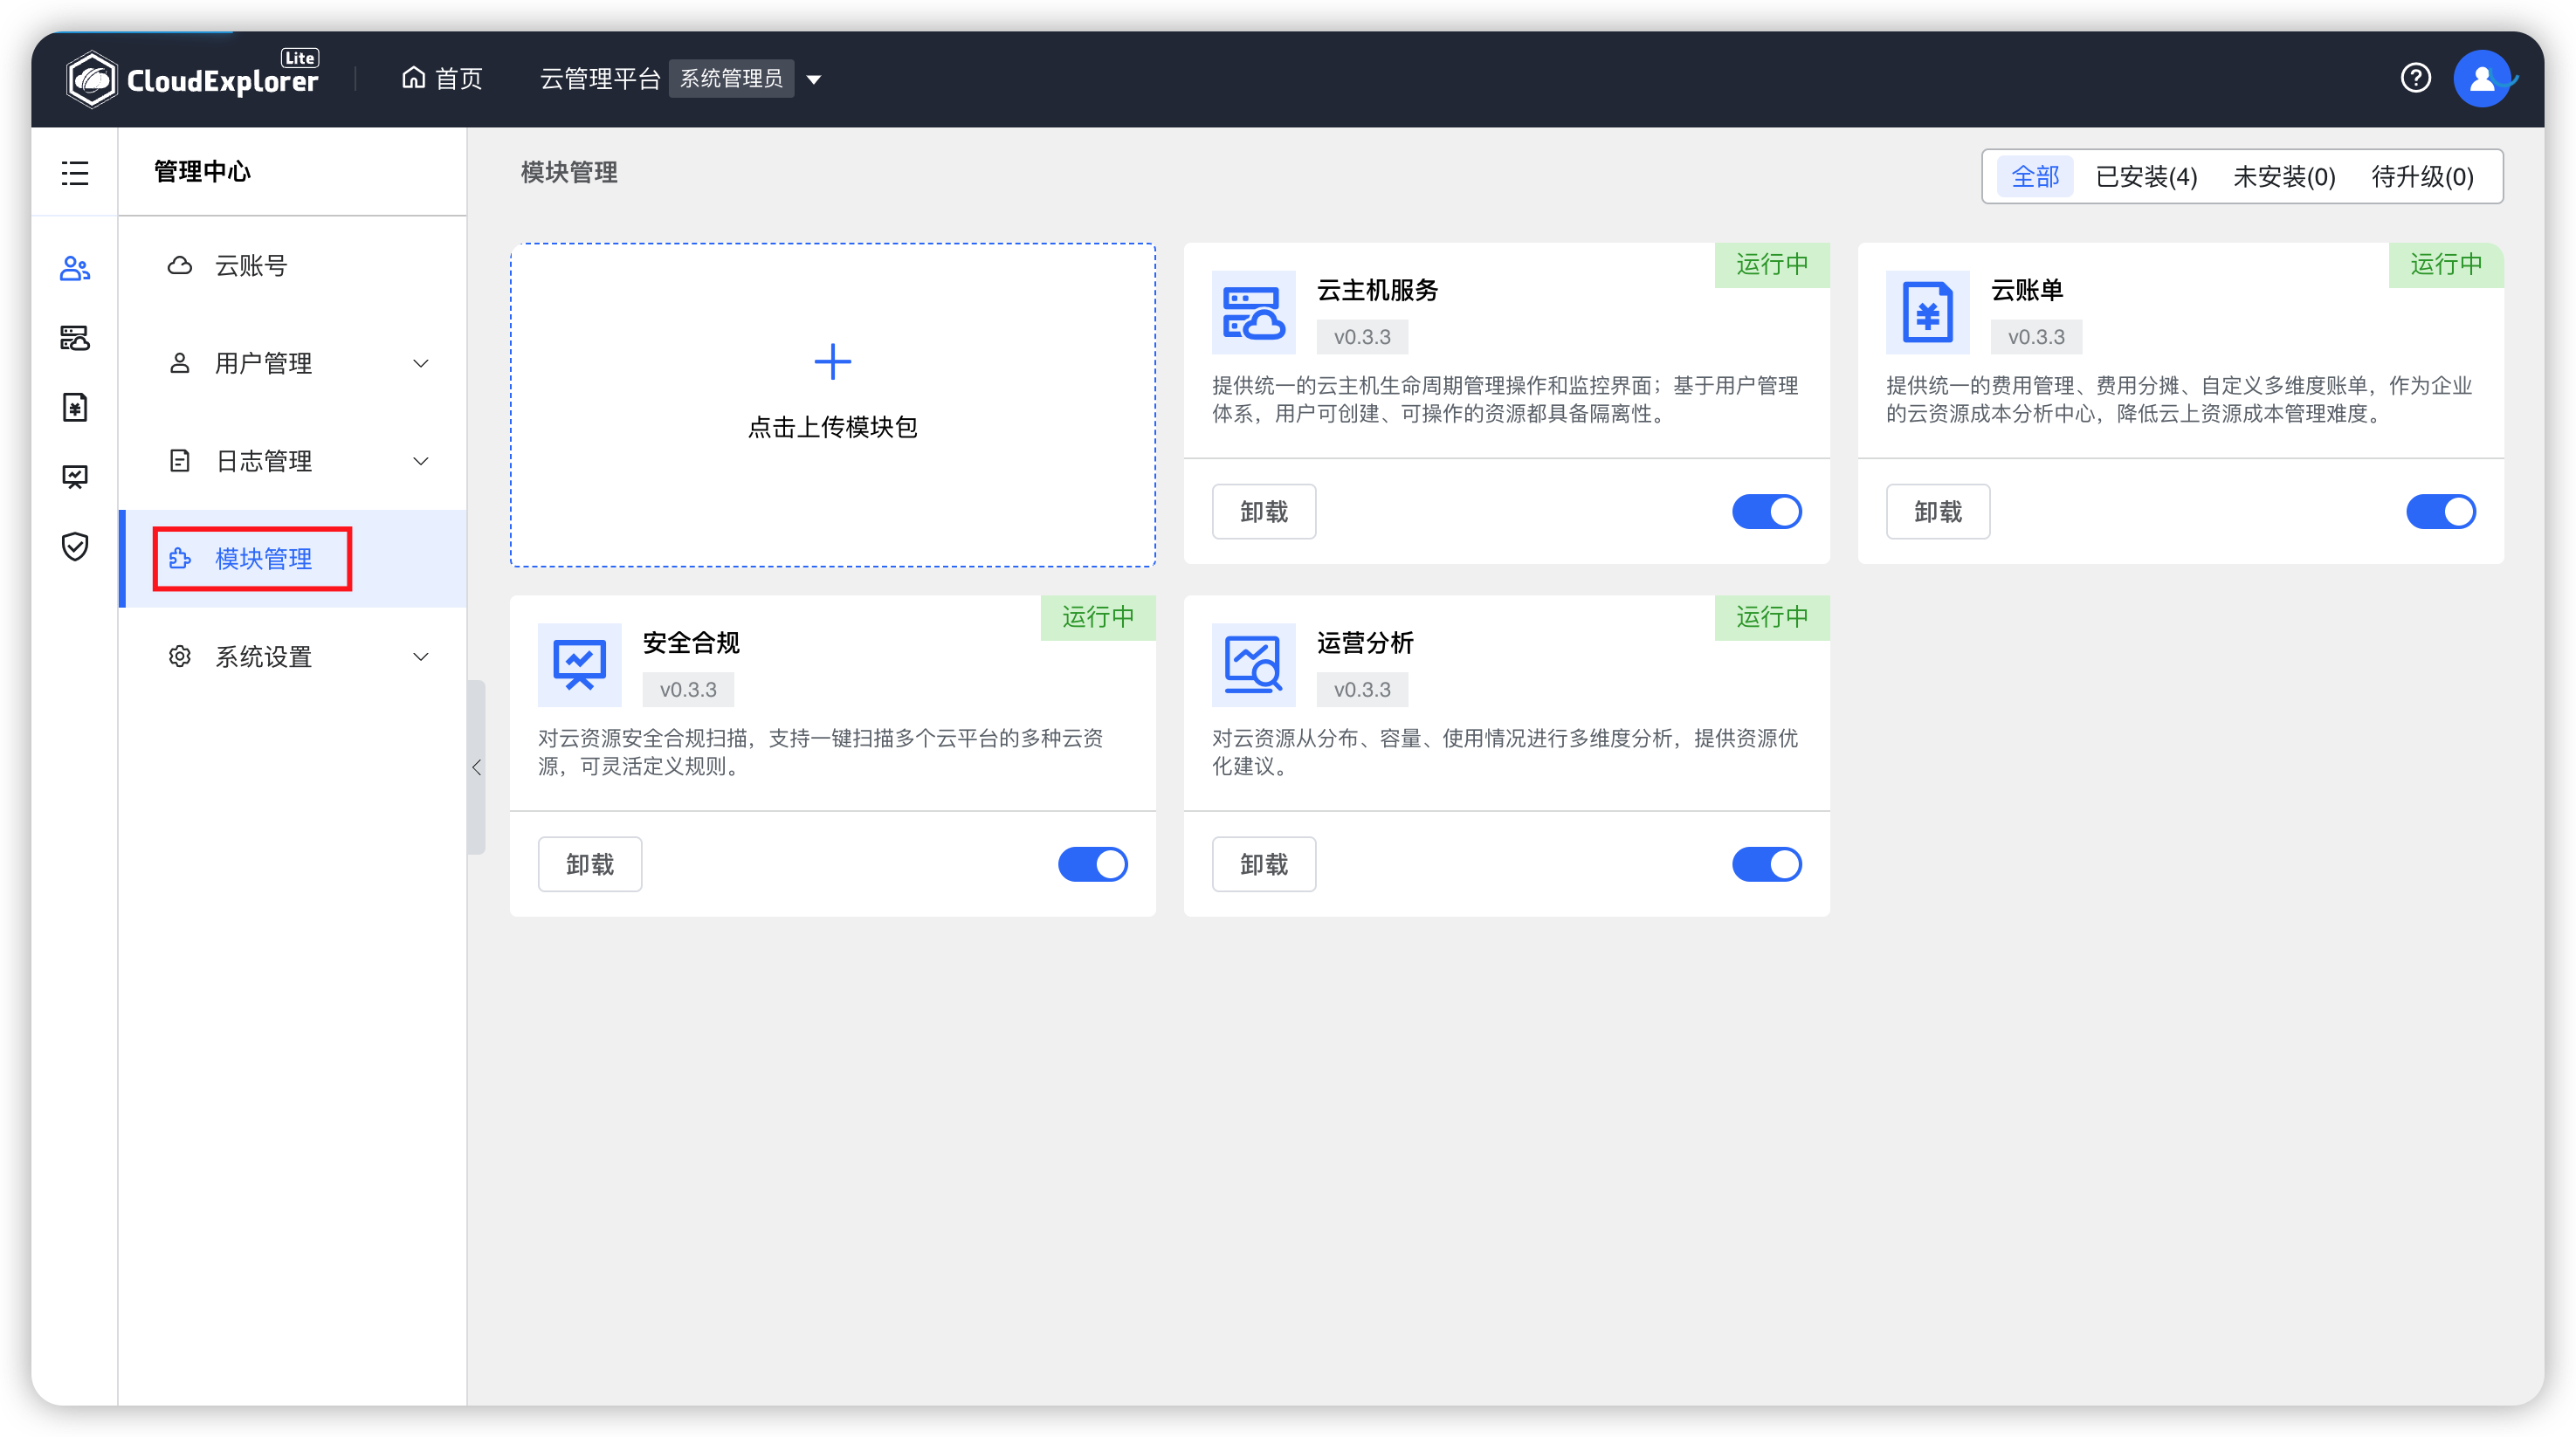 CloudExplorer Lite
首页
云管理平台 系统管理员
管理中心
云账号
用户管理
日志管理
模块管理
系统设置
模块管理
全部 已安装(4) 未安装(0) 待升级(0)
点击上传模块包
运行中
云主机服务
v0.3.3
提供统一的云主机生命周期管理操作和监控界面；基于用户管理
体系，用户可创建、可操作的资源都具备隔离性。
卸载
运行中
云账单
v0.3.3
提供统一的费用管理、费用分摊、自定义多维度账单，作为企业
的云资源成本分析中心，降低云上资源成本管理难度。
卸载
运行中
安全合规
v0.3.3
对云资源安全合规扫描，支持一键扫描多个云平台的多种云资
源，可灵活定义规则。
卸载
运行中
运营分析
v0.3.3
对云资源从分布、容量、使用情况进行多维度分析，提供资源优
化建议。
卸载